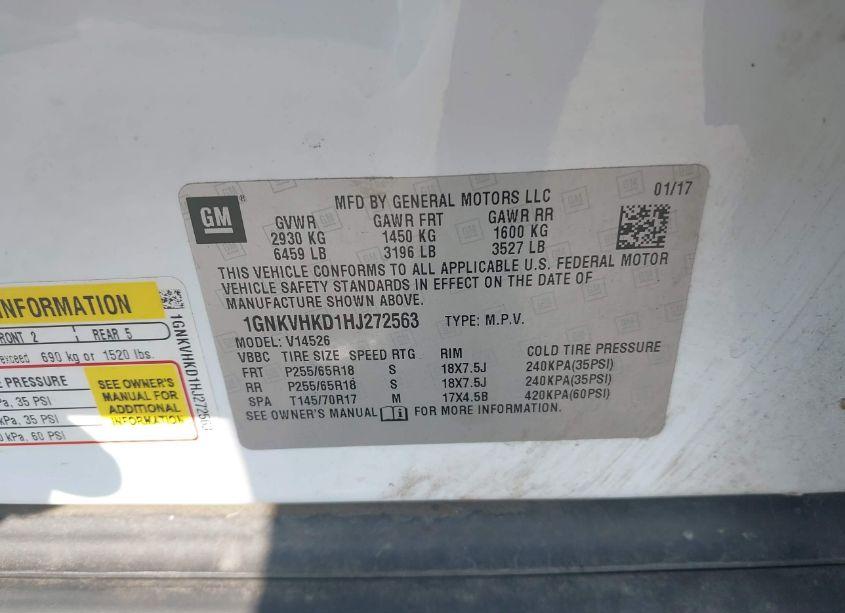 GM®
MFD BY GENERAL MOTORS LLC 01/17
GVWR GAWR FRT GAWR RR
2930 KG 1450 KG 1600 KG
6459 LB 3196 LB 3527 LB
THIS VEHICLE CONFORMS TO ALL APPLICABLE U.S. FEDERAL MOTOR
VEHICLE SAFETY STANDARDS IN EFFECT ON THE DATE OF
MANUFACTURE SHOWN ABOVE.
1GNKVHKD1HJ272563 TYPE: M.P.V.
MODEL: V14526
VBBC TIRE SIZE SPEED RTG RIM COLD TIRE PRESSURE
FRT P255/65R18 S 18X7.5J 240KPA(35PSI)
RR P255/65R18 S 18X7.5J 240KPA(35PSI)
SPA T145/70R17 M 17X4.5B 420KPA(60PSI)
SEE OWNER'S MANUAL FOR MORE INFORMATION.
INFORMATION
FRONT 2 REAR 5
exceed 690 kg or 1520 lbs.
PRESSURE
kPa, 35 PSI
kPa, 35 PSI
kPa, 60 PSI
SEE OWNER'S
MANUAL FOR
ADDITIONAL
INFORMATION
1GNKVHKD1HJ272563